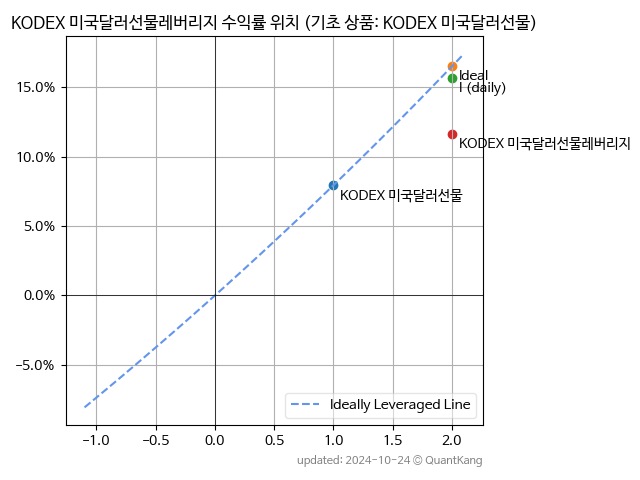 KODEX 미국달러선물레버리지 수익률 위치 (기초 상품: KODEX 미국달러선물)
15.0%
10.0%
5.0%
0.0%
−5.0%
Ideal
I (daily)
KODEX 미국달러선물레버리지
KODEX 미국달러선물
Ideally Leveraged Line
−1.0 −0.5 0.0 0.5 1.0 1.5 2.0
updated: 2024-10-24 © QuantKang